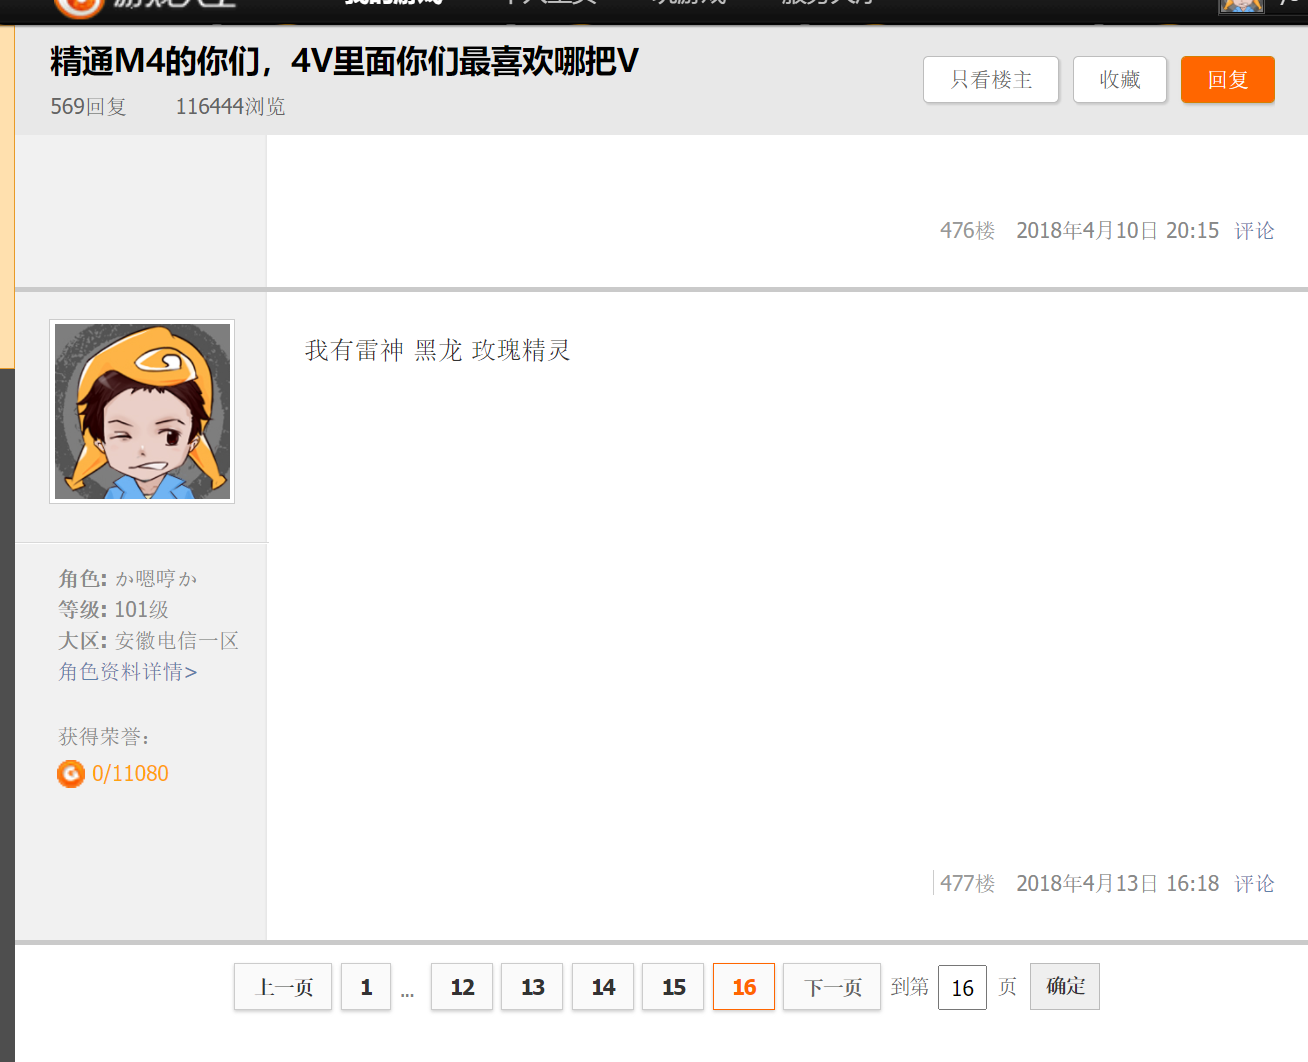 我的游戏
精通M4的你们，4V里面你们最喜欢哪把V
只看楼主 收藏 回复
569回复 116444浏览
476楼 2018年4月10日 20:15 评论
我有雷神 黑龙 玫瑰精灵
角色: か嗯哼か
等级: 101级
大区: 安徽电信一区
角色资料详情>
获得荣誉：
0/11080
477楼 2018年4月13日 16:18 评论
上一页 1 ... 12 13 14 15 16 下一页 到第 16 页 确定